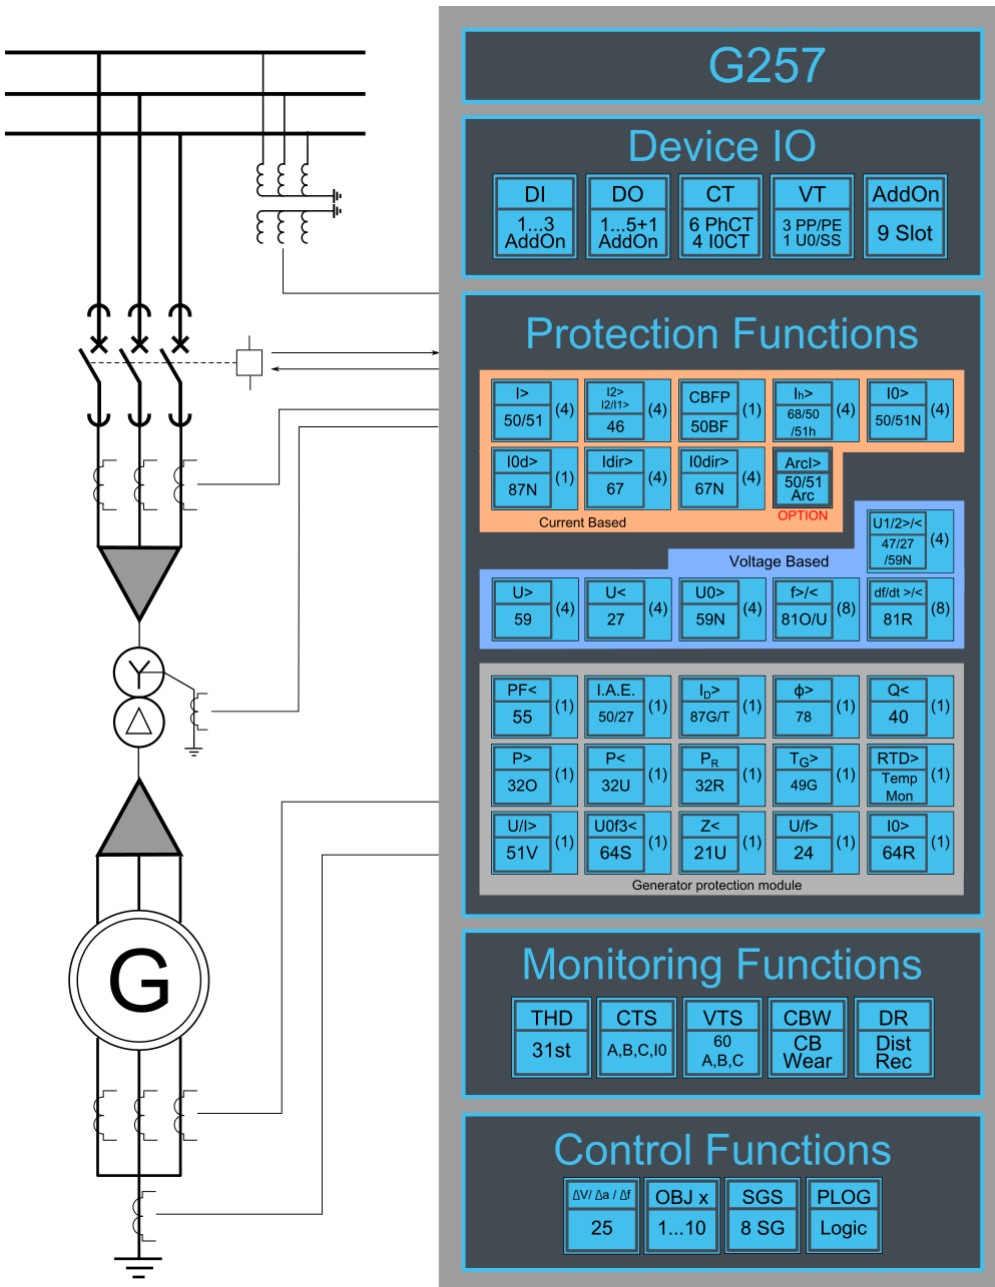 G257
Device IO
DI
1...3
AddOn
DO
1...5+1
AddOn
CT
6 PhCT
4 I0CT
VT
3 PP/PE
1 U0/SS
AddOn
9 Slot
Protection Functions
I>
50/51
(4)
I2>
I2/I1>
46
(4)
CBFP
50BF
(1)
Ih>
68/50
/51h
(4)
I0>
50/51N
(4)
I0d>
87N
(1)
Idir>
67
(4)
I0dir>
67N
(4)
ArcI>
50/51
Arc
OPTION
Current Based
U1/2>/<
47/27
/59N
(4)
Voltage Based
U>
59
(4)
U<
27
(4)
U0>
59N
(4)
f>/<
81O/U
(8)
df/dt >/<
81R
(8)
PF<
55
(1)
I.A.E.
50/27
(1)
ID>
87G/T
(1)
ϕ>
78
(1)
Q<
40
(1)
P>
32O
(1)
P<
32U
(1)
PR
32R
(1)
TG>
49G
(1)
RTD>
Temp
Mon
(1)
U/I>
51V
(1)
U0f3<
64S
(1)
Z<
21U
(1)
U/f>
24
(1)
I0>
64R
(1)
Generator protection module
Monitoring Functions
THD
31st
CTS
A,B,C,I0
VTS
60
A,B,C
CBW
CB
Wear
DR
Dist
Rec
Control Functions
ΔV/ Δa / Δf
25
OBJ x
1...10
SGS
8 SG
PLOG
Logic
Y
△
G